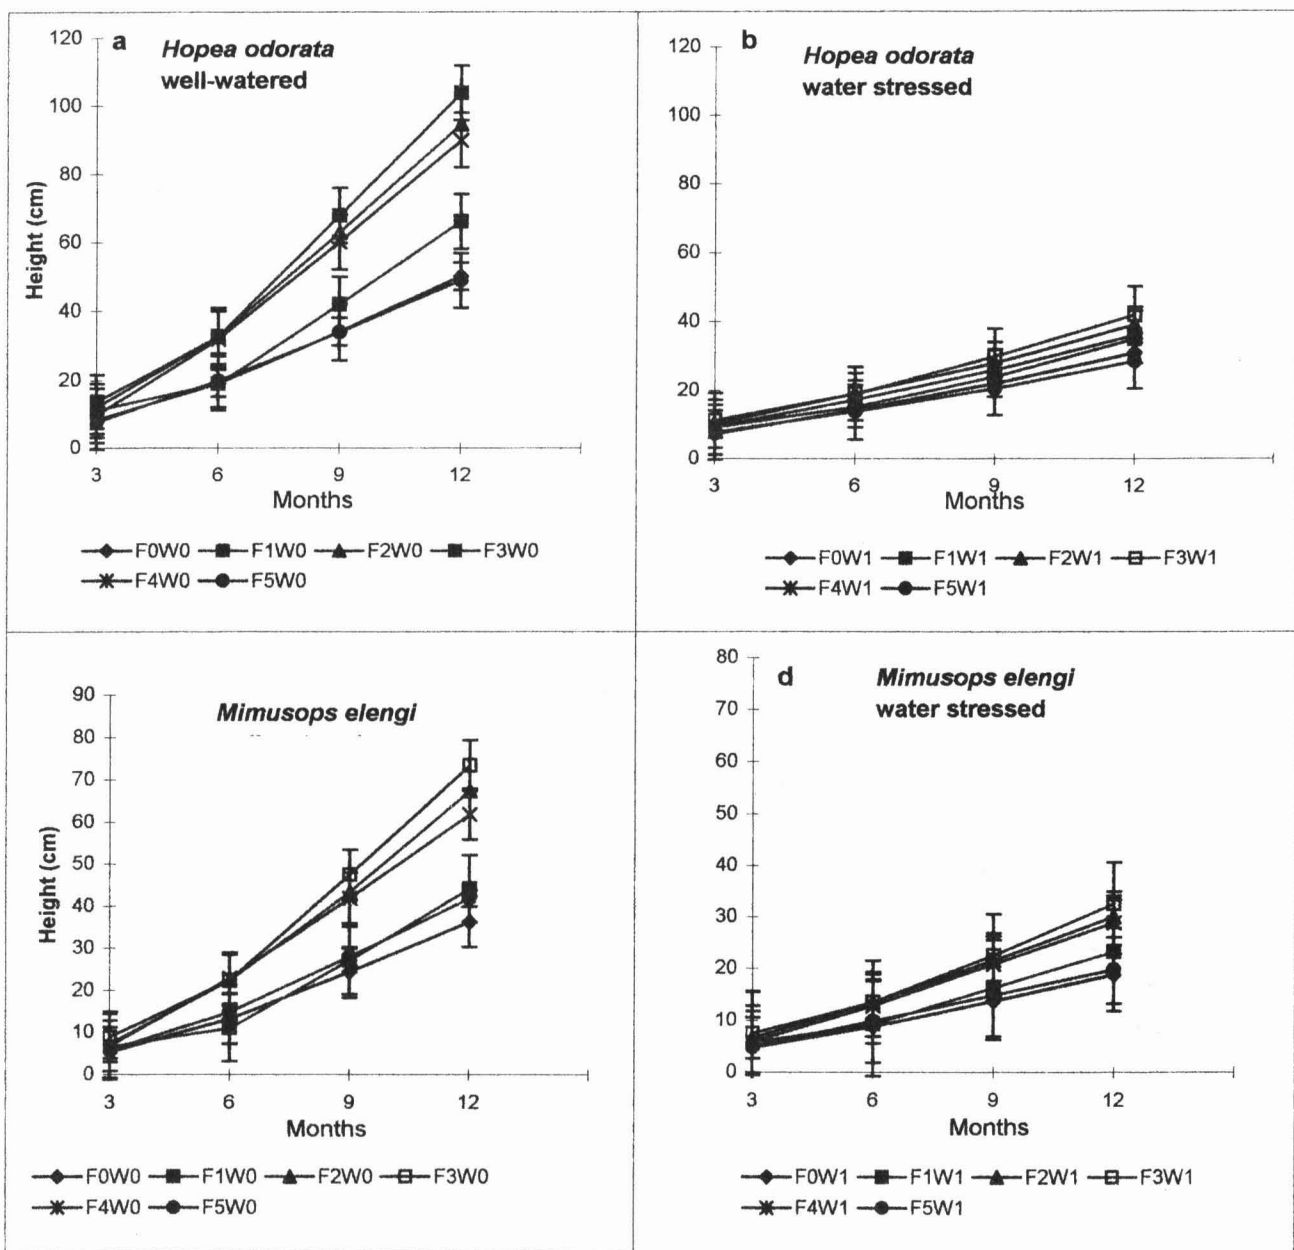 a
Hopea odorata
well-watered
120
100
80
60
40
20
0
Height (cm)
3 6 9 12
Months
F0W0 F1W0 F2W0 F3W0
F4W0 F5W0
b
Hopea odorata
water stressed
120
100
80
60
40
20
0
3 6 9 12
Months
F0W1 F1W1 F2W1 F3W1
F4W1 F5W1
Mimusops elengi
90
80
70
60
50
40
30
20
10
0
Height (cm)
3 6 9 12
Months
F0W0 F1W0 F2W0 F3W0
F4W0 F5W0
d
Mimusops elengi
water stressed
80
70
60
50
40
30
20
10
0
3 6 9 12
Months
F0W1 F1W1 F2W1 F3W1
F4W1 F5W1